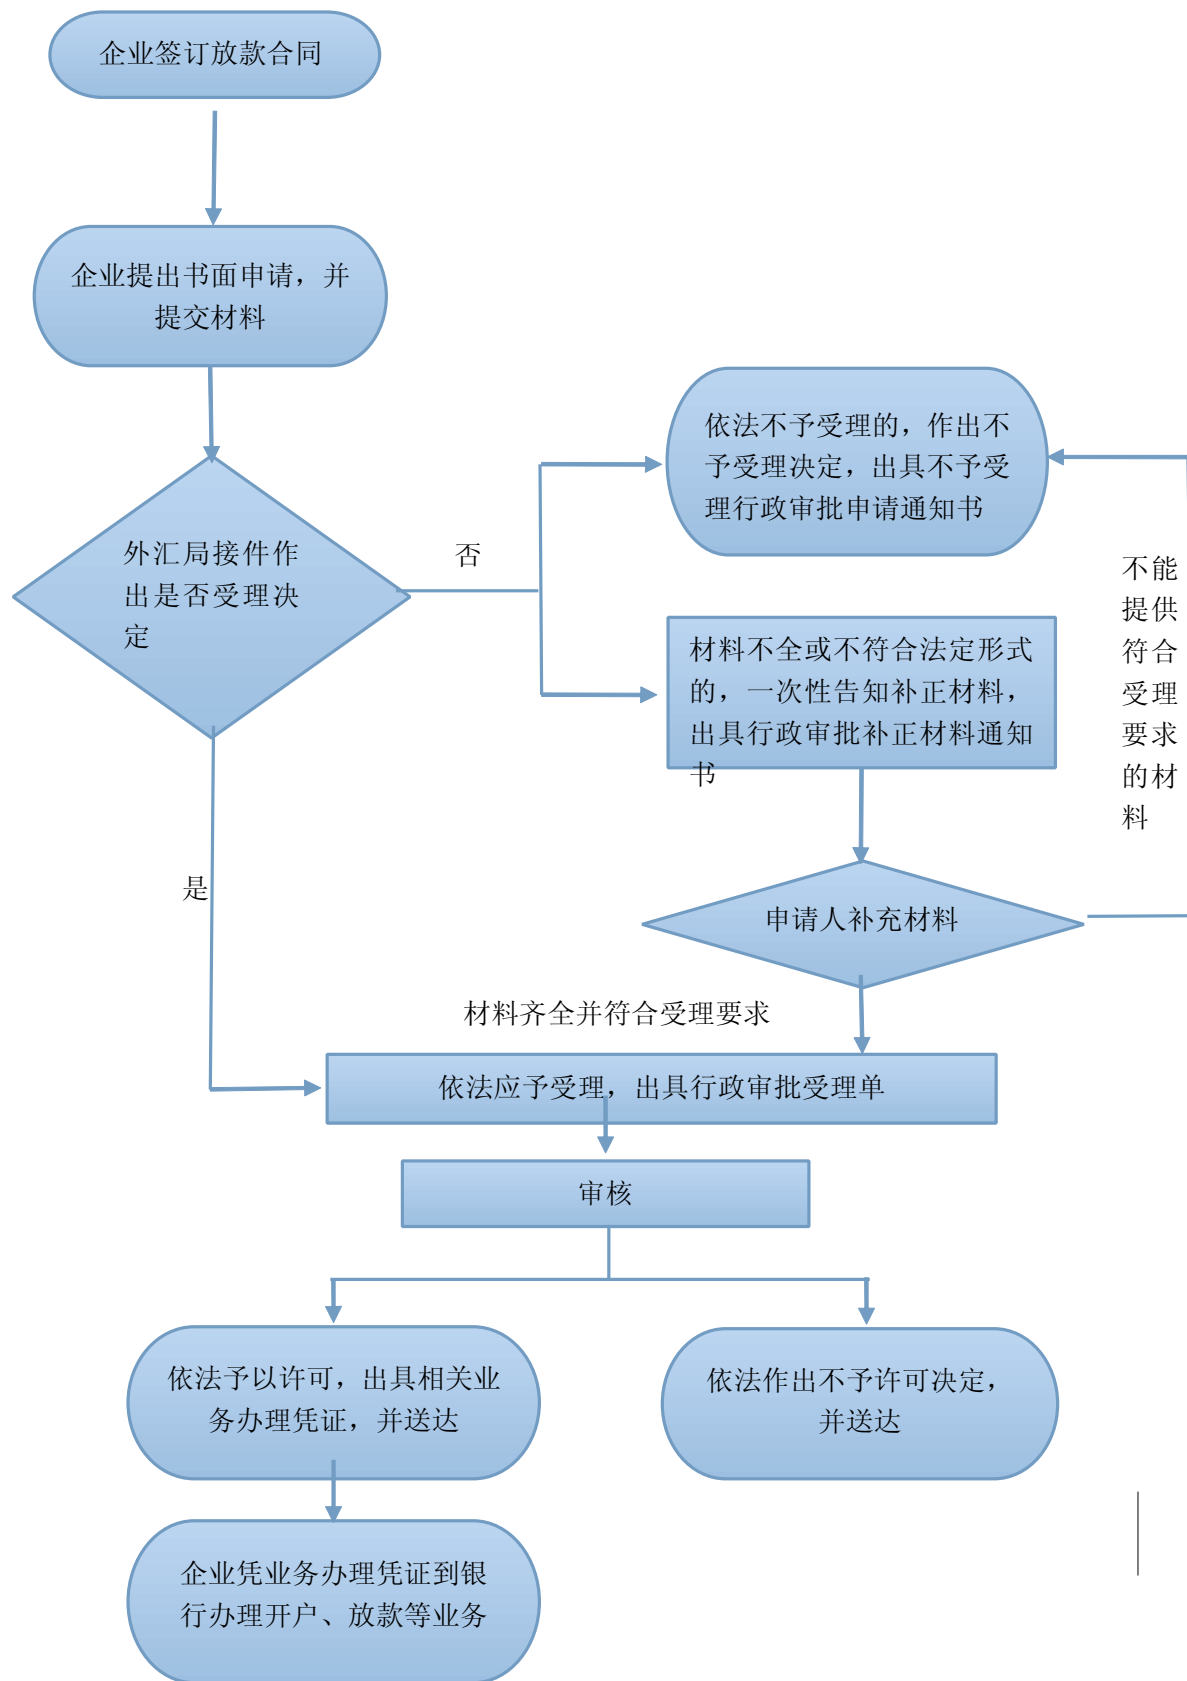 企业签订放款合同
企业提出书面申请，并
提交材料
依法不予受理的，作出不
予受理决定，出具不予受
理行政审批申请通知书
外汇局接件作
出是否受理决
定
否
不能
提供
符合
受理
要求
的材
料
材料不全或不符合法定形式
的，一次性告知补正材料，
出具行政审批补正材料通知
书
是
申请人补充材料
材料齐全并符合受理要求
依法应予受理，出具行政审批受理单
审核
依法予以许可，出具相关业
务办理凭证，并送达
依法作出不予许可决定，
并送达
企业凭业务办理凭证到银
行办理开户、放款等业务